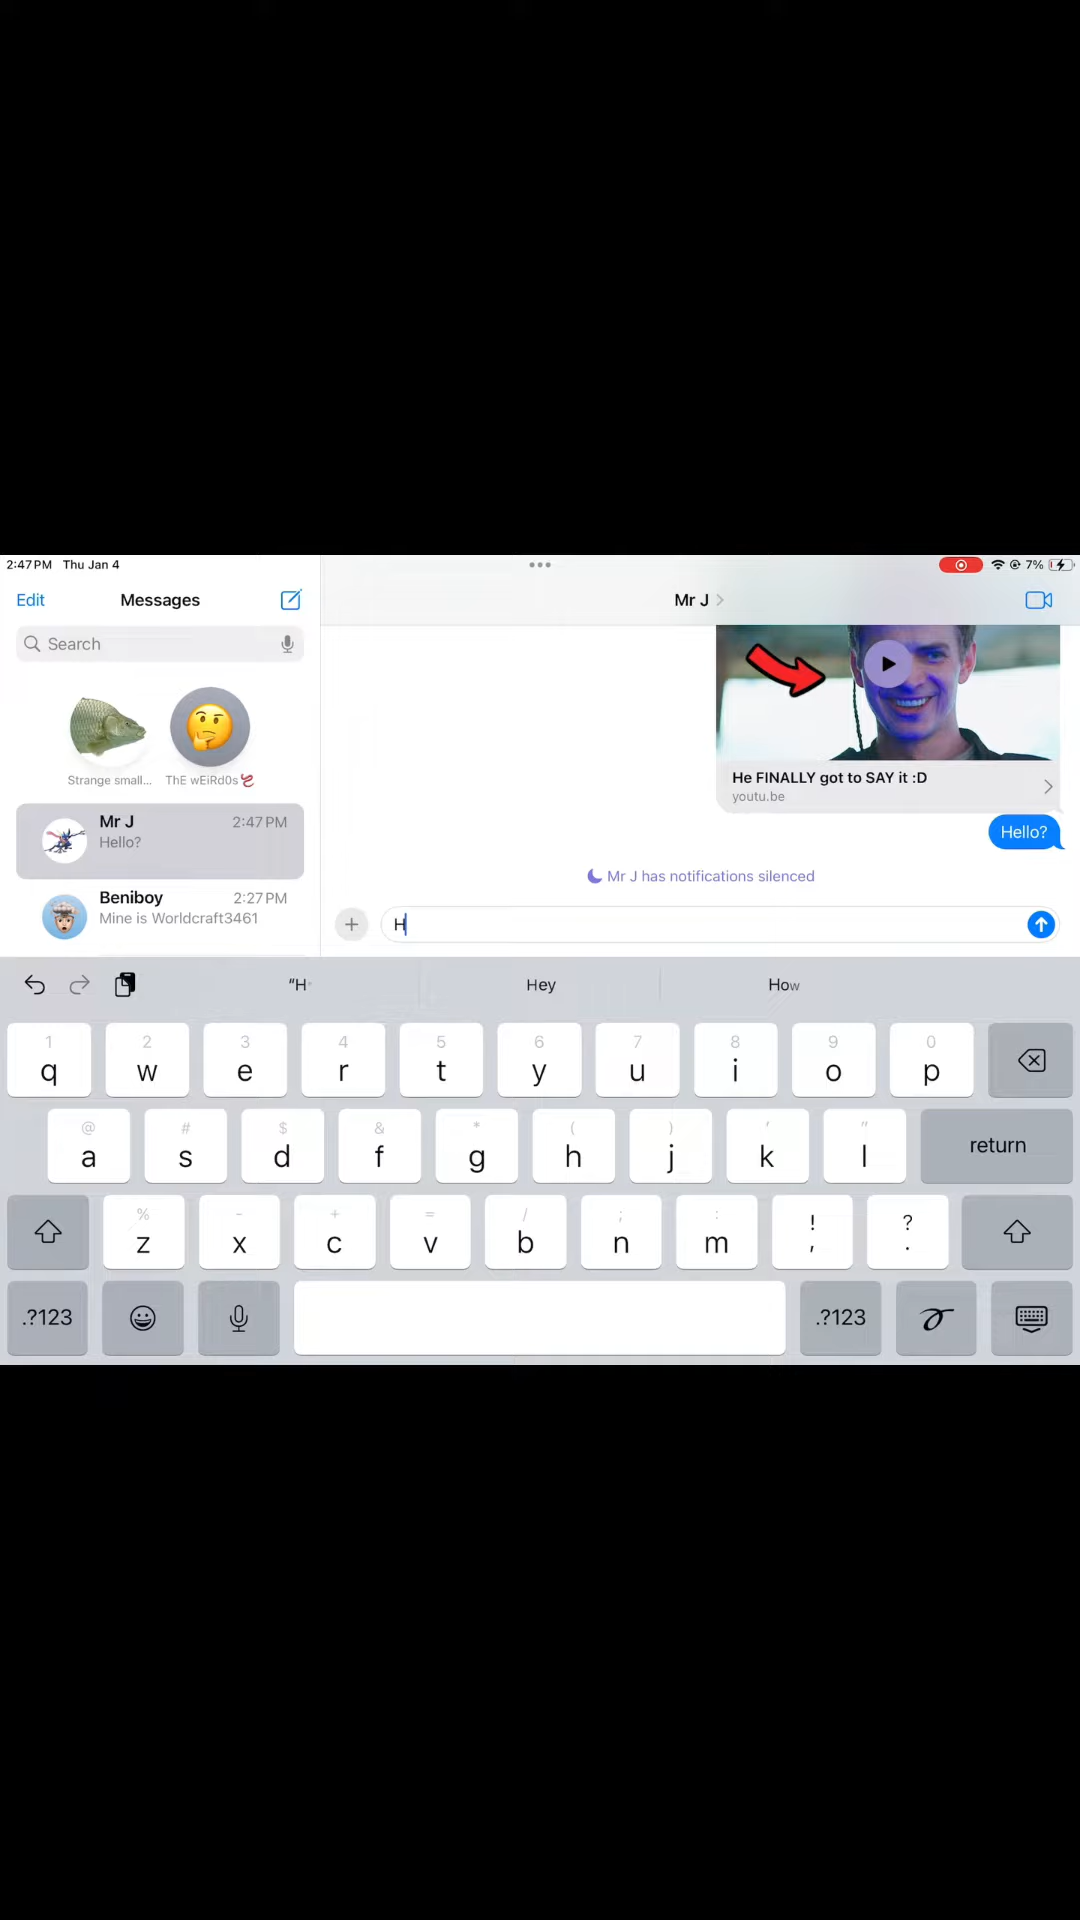 2:47 PM Thu Jan 4
7%
Edit
Messages
Mr J
Search
Strange small...
ThE wEiRd0s
Mr J
2:47 PM
Hello?
Beniboy
2:27 PM
Mine is Worldcraft3461
He FINALLY got to SAY it :D
youtu.be
Hello?
Mr J has notifications silenced
H
"H
Hey
How
1 2 3 4 5 6 7 8 9 0
q w e r t y u i o p
@ # $ & * ( ) ' "
a s d f g h j k l return
% - + = / ; : ! ?
z x c v b n m , .
.?123 .?123